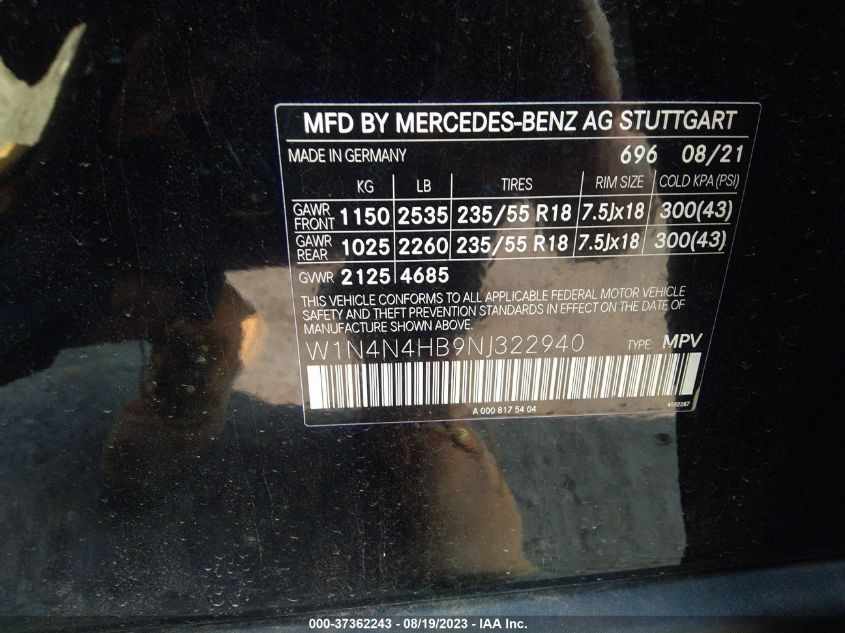 MFD BY MERCEDES-BENZ AG STUTTGART
MADE IN GERMANY 696 08/21
KG LB TIRES RIM SIZE COLD KPA (PSI)
GAWR FRONT 1150 2535 235/55 R18 7.5Jx18 300(43)
GAWR REAR 1025 2260 235/55 R18 7.5Jx18 300(43)
GVWR 2125 4685
THIS VEHICLE CONFORMS TO ALL APPLICABLE FEDERAL MOTOR VEHICLE
SAFETY AND THEFT PREVENTION STANDARDS IN EFFECT ON THE DATE OF
MANUFACTURE SHOWN ABOVE.
W1N4N4HB9NJ322940 TYPE: MPV
A 000 817 54 04
000-37362243 - 08/19/2023 - IAA Inc.